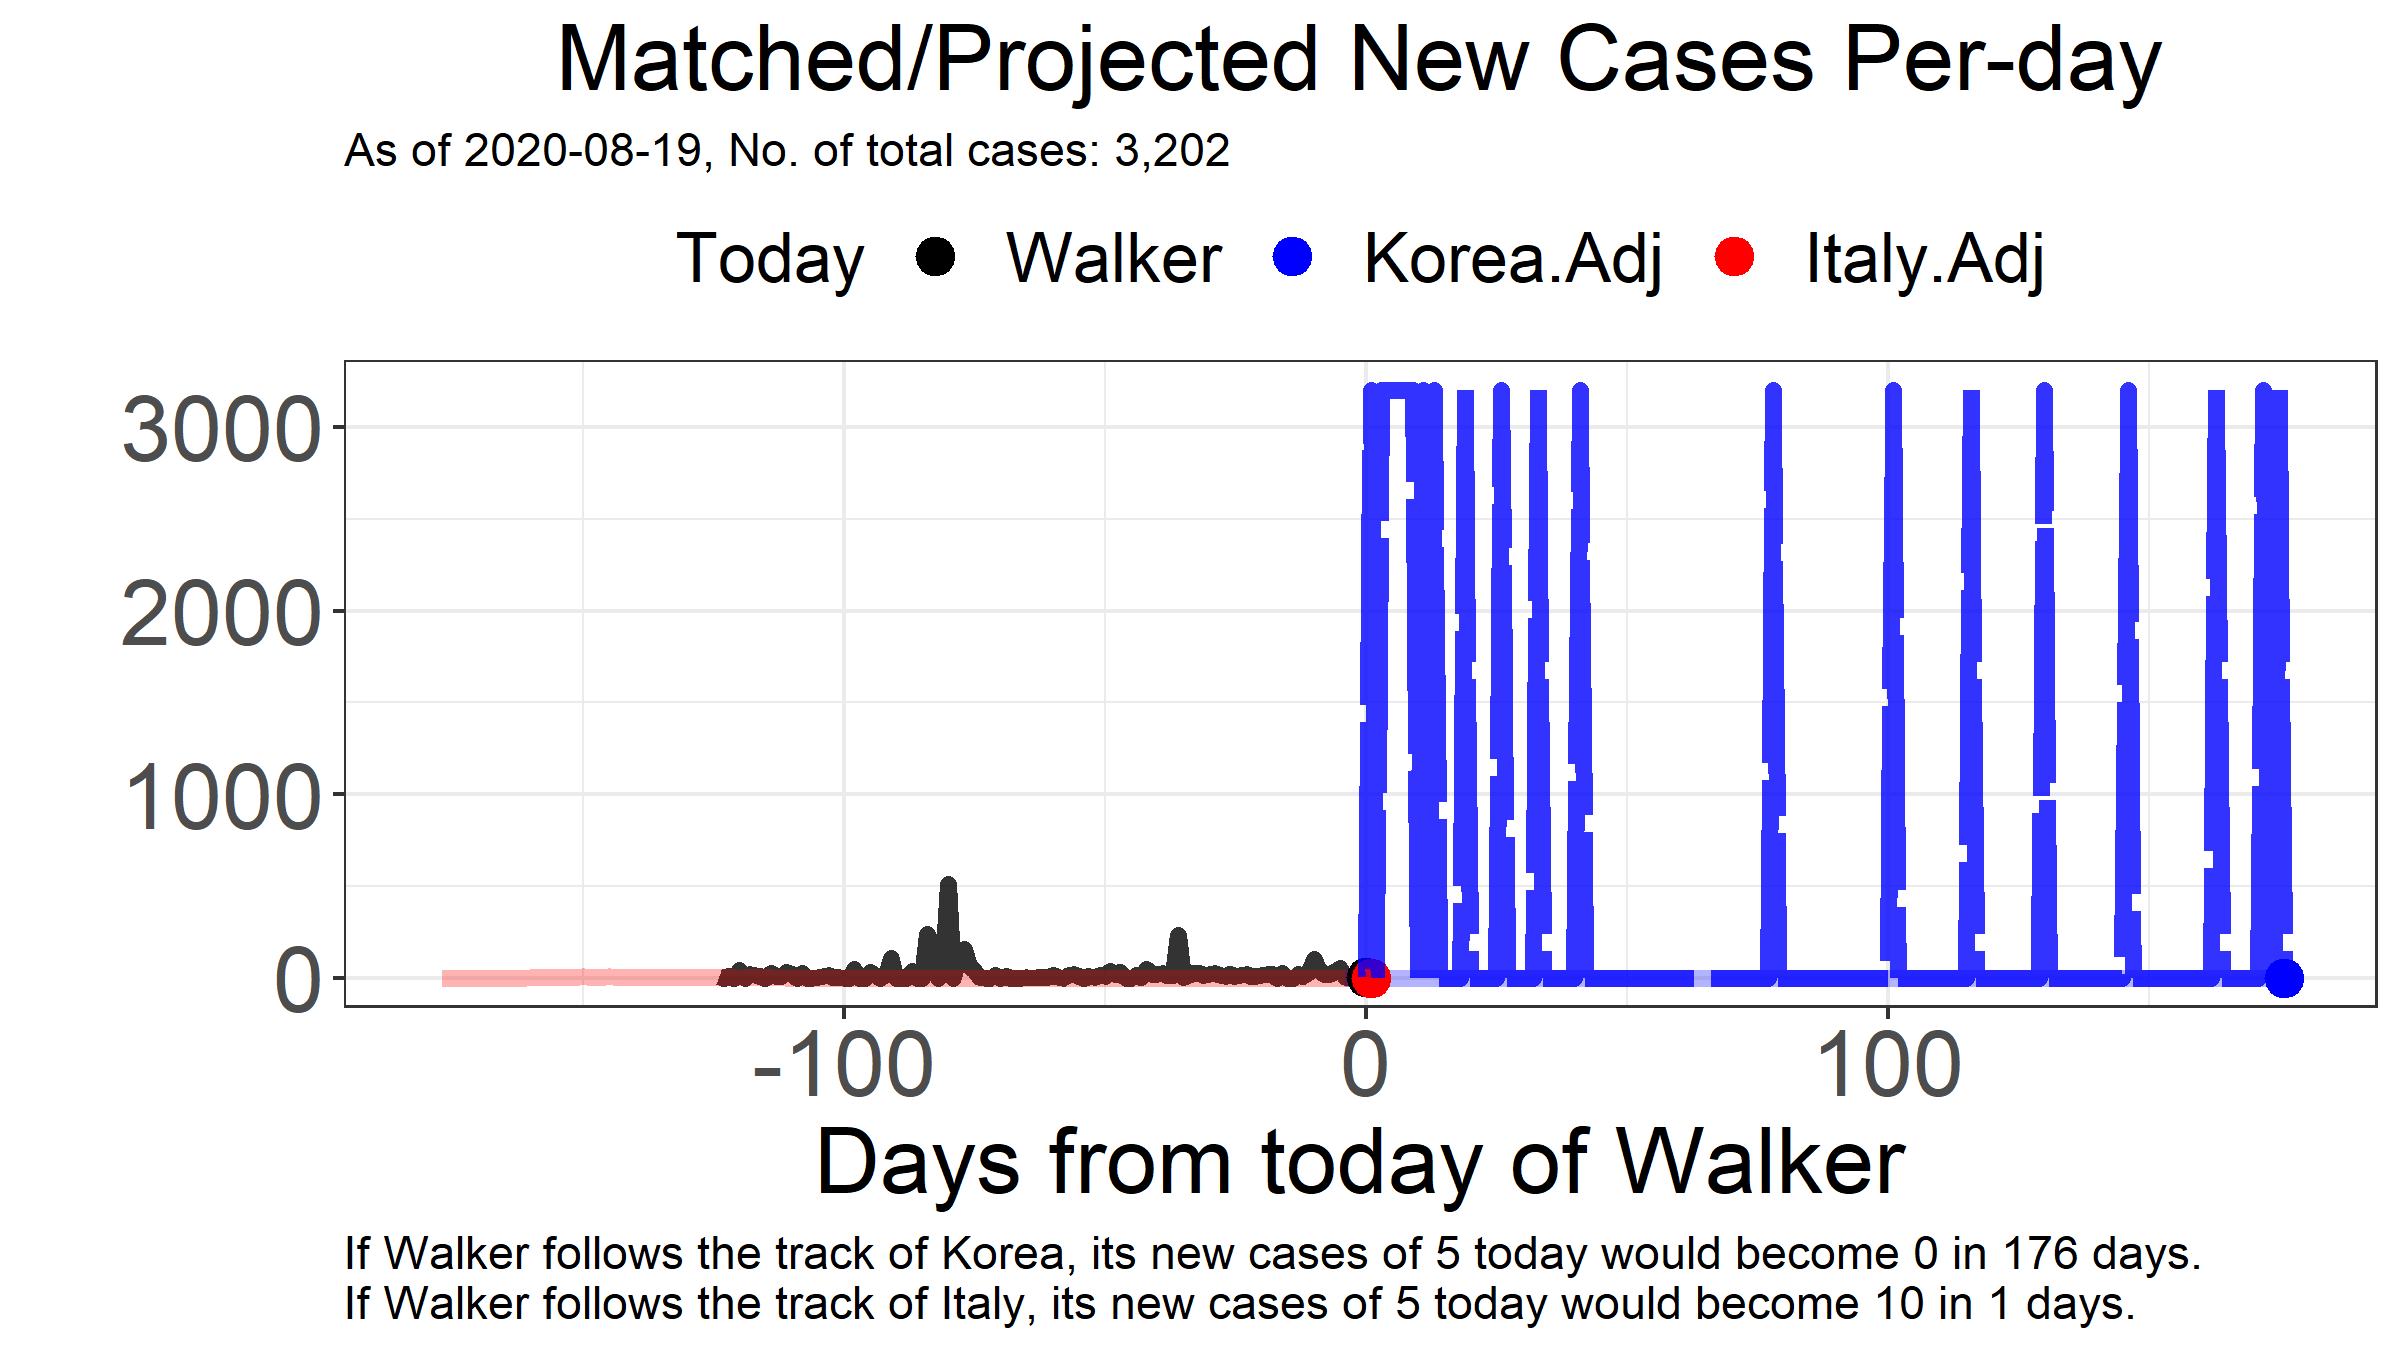 Matched/Projected New Cases Per-day
As of 2020-08-19, No. of total cases: 3,202
Today Walker Korea.Adj Italy.Adj
3000
2000
1000
0
-100 0 100
Days from today of Walker
If Walker follows the track of Korea, its new cases of 5 today would become 0 in 176 days.
If Walker follows the track of Italy, its new cases of 5 today would become 10 in 1 days.